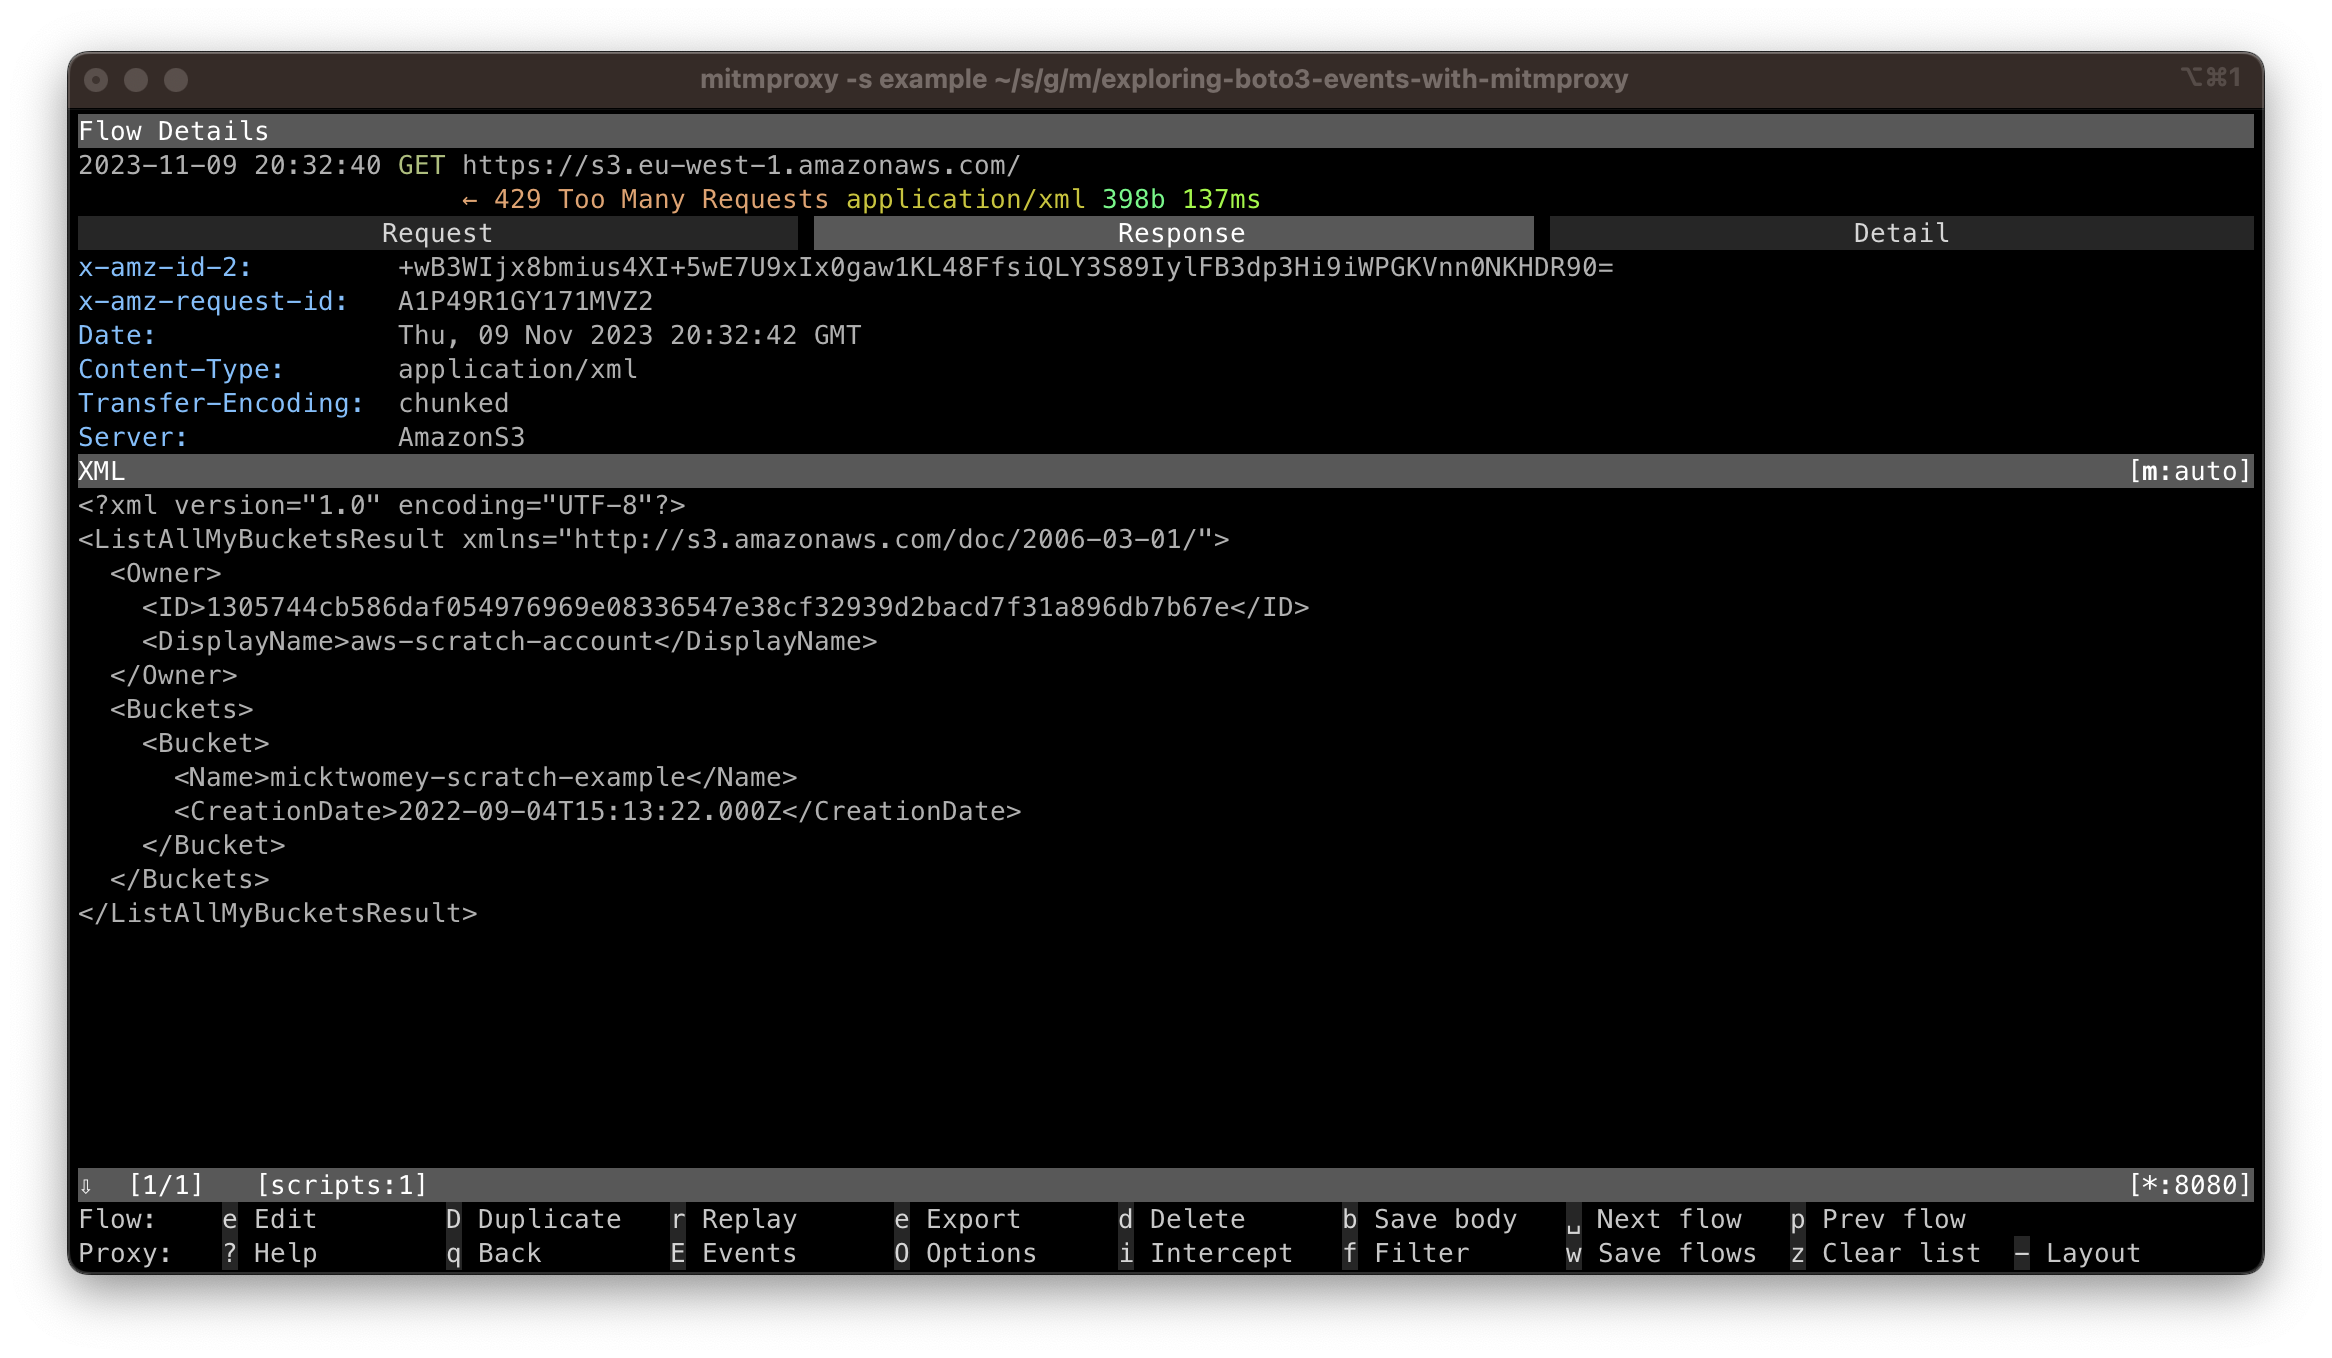 mitmproxy -s example ~/s/g/m/exploring-boto3-events-with-mitmproxy ⌥⌘1
Flow Details
2023-11-09 20:32:40 GET https://s3.eu-west-1.amazonaws.com/
← 429 Too Many Requests application/xml 398b 137ms
Request Response Detail
x-amz-id-2: +wB3WIjx8bmius4XI+5wE7U9xIx0gaw1KL48FfsiQLY3S89IylFB3dp3Hi9iWPGKVnn0NKHDR90=
x-amz-request-id: A1P49R1GY171MVZ2
Date: Thu, 09 Nov 2023 20:32:42 GMT
Content-Type: application/xml
Transfer-Encoding: chunked
Server: AmazonS3
XML [m:auto]
<?xml version="1.0" encoding="UTF-8"?>
<ListAllMyBucketsResult xmlns="http://s3.amazonaws.com/doc/2006-03-01/">
  <Owner>
    <ID>1305744cb586daf054976969e08336547e38cf32939d2bacd7f31a896db7b67e</ID>
    <DisplayName>aws-scratch-account</DisplayName>
  </Owner>
  <Buckets>
    <Bucket>
      <Name>micktwomey-scratch-example</Name>
      <CreationDate>2022-09-04T15:13:22.000Z</CreationDate>
    </Bucket>
  </Buckets>
</ListAllMyBucketsResult>
⇩ [1/1] [scripts:1] [*:8080]
Flow: e Edit D Duplicate r Replay e Export d Delete b Save body ␣ Next flow p Prev flow
Proxy: ? Help q Back E Events O Options i Intercept f Filter w Save flows z Clear list - Layout